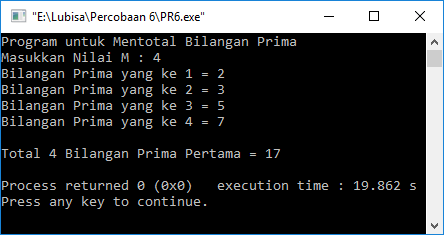 "E:\Lubisa\Percobaan 6\PR6.exe"
Program untuk Mentotal Bilangan Prima
Masukkan Nilai M : 4
Bilangan Prima yang ke 1 = 2
Bilangan Prima yang ke 2 = 3
Bilangan Prima yang ke 3 = 5
Bilangan Prima yang ke 4 = 7
Total 4 Bilangan Prima Pertama = 17
Process returned 0 (0x0)   execution time : 19.862 s
Press any key to continue.